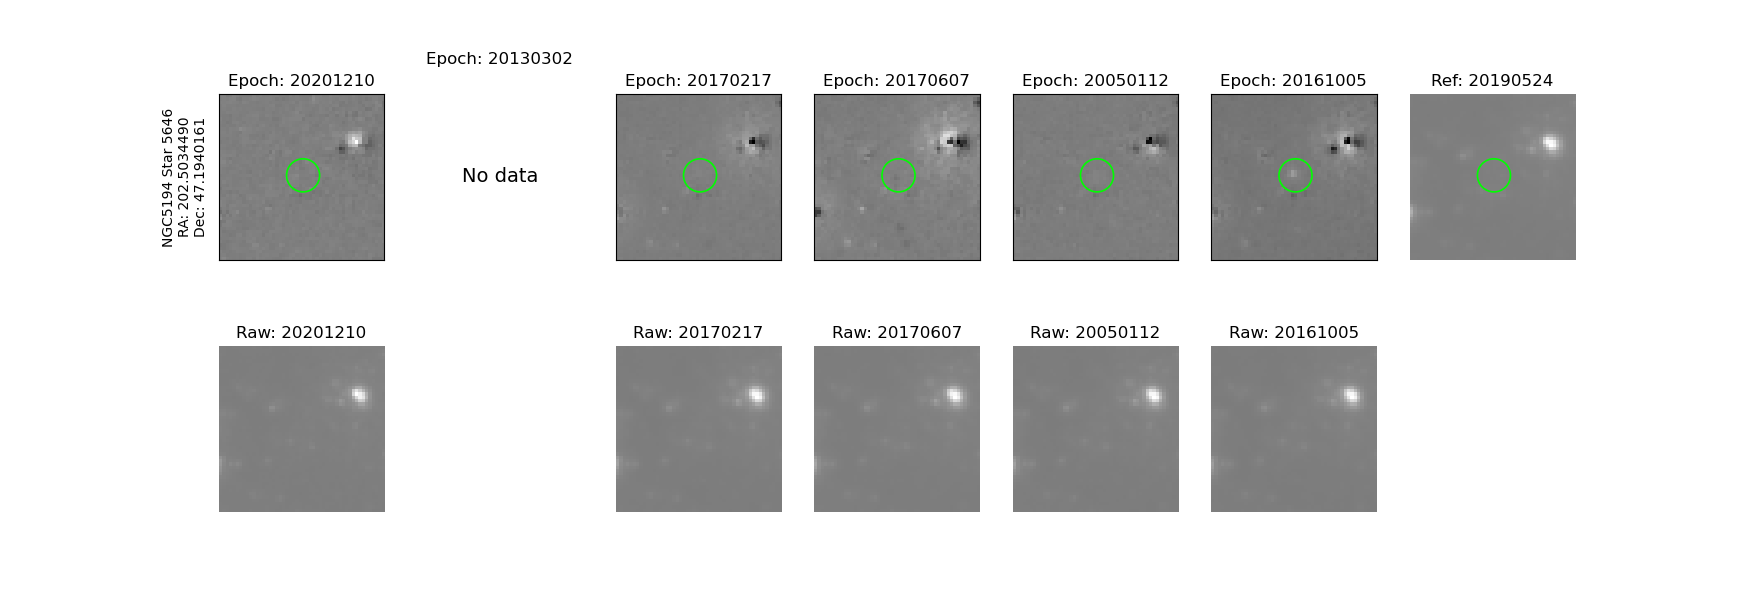 Epoch: 20130302
Epoch: 20201210
Epoch: 20170217
Epoch: 20170607
Epoch: 20050112
Epoch: 20161005
Ref: 20190524
NGC5194 Star 5646
RA: 202.5034490
Dec: 47.1940161
No data
Raw: 20201210
Raw: 20170217
Raw: 20170607
Raw: 20050112
Raw: 20161005